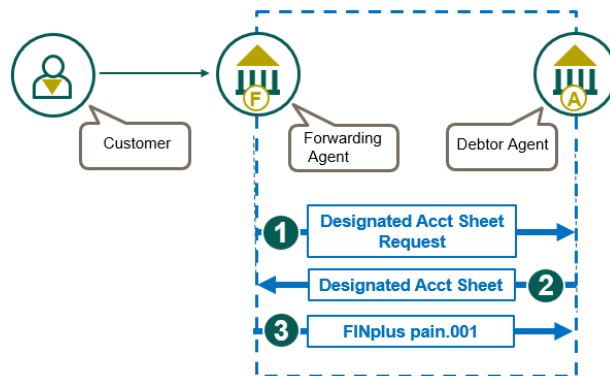 F
A
Customer
Forwarding
Agent
Debtor Agent
1
Designated Acct Sheet
Request
Designated Acct Sheet
2
3
FINplus pain.001